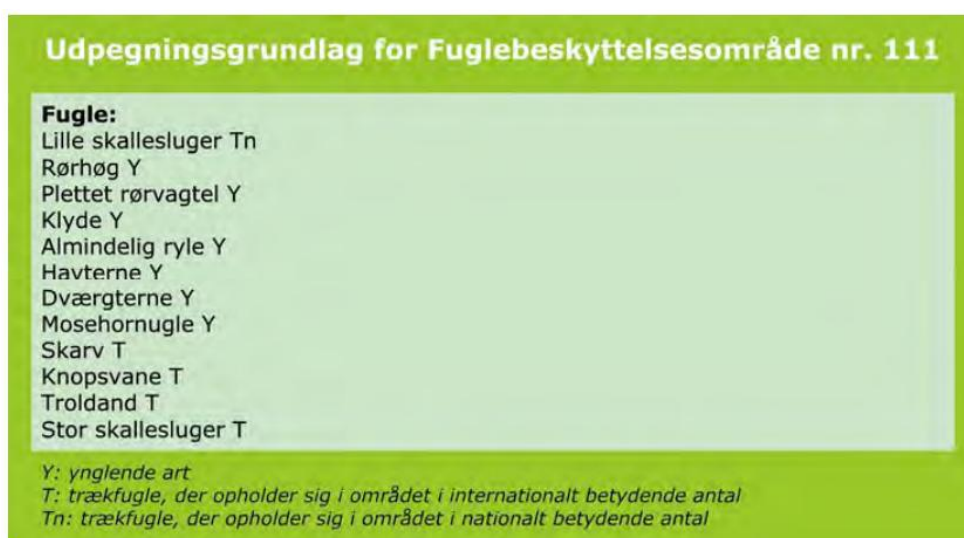 Udpegningsgrundlag for Fuglebeskyttelsesområde nr. 111
Fugle:
Lille skallesluger Tn
Rørhøg Y
Plettet rørvagtel Y
Klyde Y
Almindelig ryle Y
Havterne Y
Dværgterne Y
Mosehornugle Y
Skarv T
Knopsvane T
Troldand T
Stor skallesluger T
Y: ynglende art
T: trækfugle, der opholder sig i området i internationalt betydende antal
Tn: trækfugle, der opholder sig i området i nationalt betydende antal